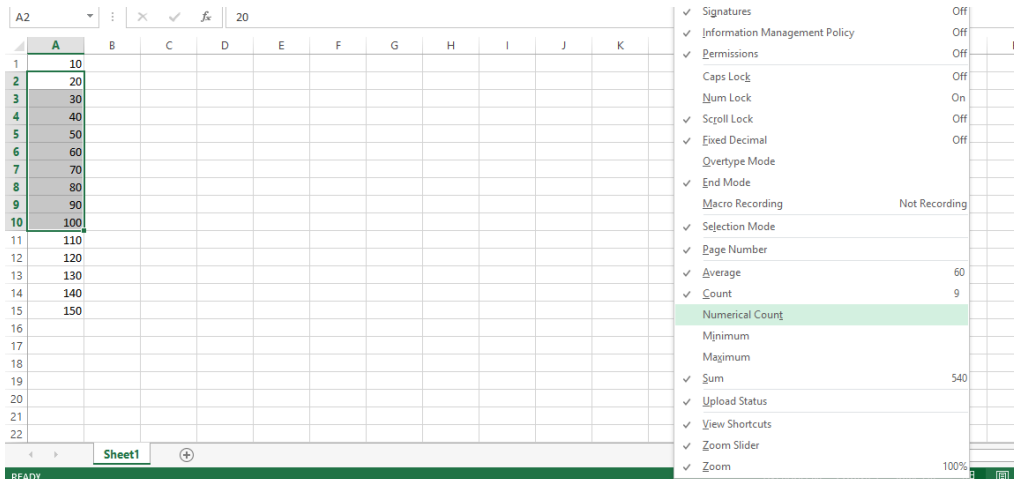 A2 fx 20
A B C D E F G H I J K
1 10
2 20
3 30
4 40
5 50
6 60
7 70
8 80
9 90
10 100
11 110
12 120
13 130
14 140
15 150
16
17
18
19
20
21
22
Sheet1
READY
Signatures Off
Information Management Policy Off
Permissions Off
Caps Lock Off
Num Lock On
Scroll Lock Off
Fixed Decimal Off
Overtype Mode
End Mode
Macro Recording Not Recording
Selection Mode
Page Number
Average 60
Count 9
Numerical Count
Minimum
Maximum
Sum 540
Upload Status
View Shortcuts
Zoom Slider
Zoom 100%